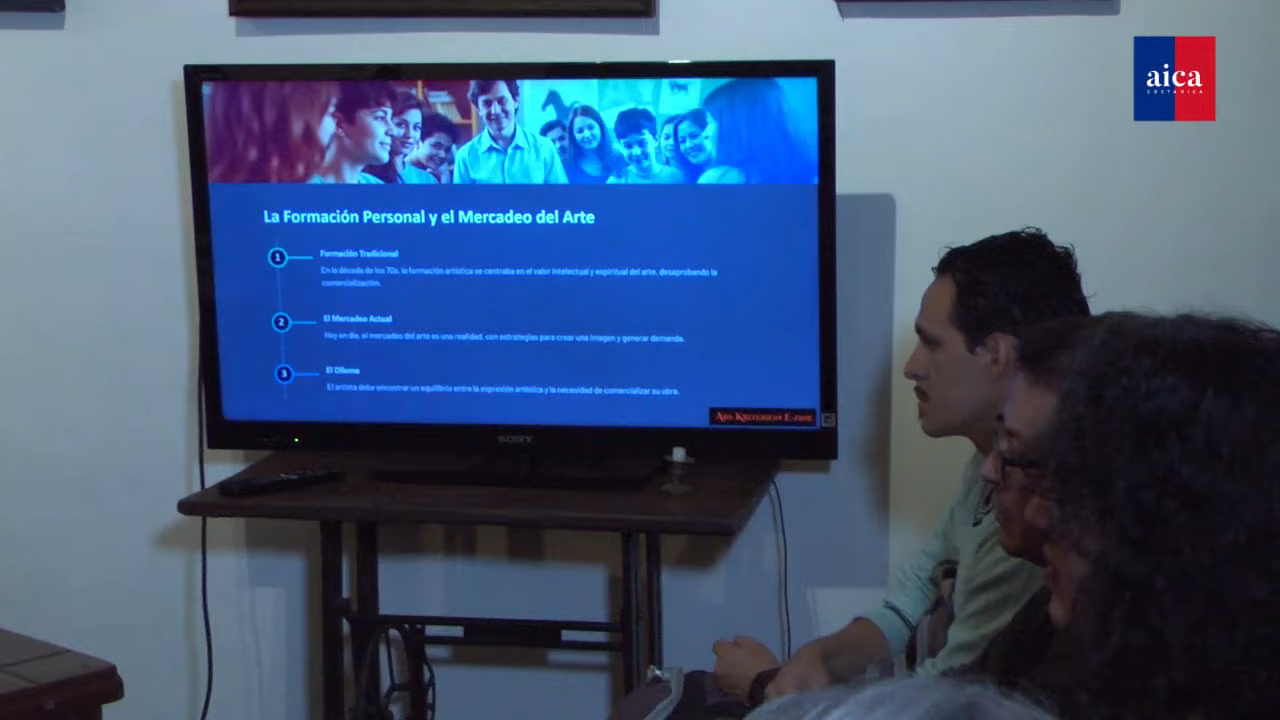 aica
COSTA RICA
La Formación Personal y el Mercadeo del Arte
1
Formación Tradicional
En la década de los 70s, la formación artística se centraba en el valor intelectual y espiritual del arte, desaprobando la
comercialización.
2
El Mercadeo Actual
Hoy en día, el mercadeo del arte es una realidad, con estrategias para crear una imagen y generar demanda.
3
El Dilema
El artista debe encontrar un equilibrio entre la expresión artística y la necesidad de comercializar su obra.
Ars Kriterion E-zine
SONY